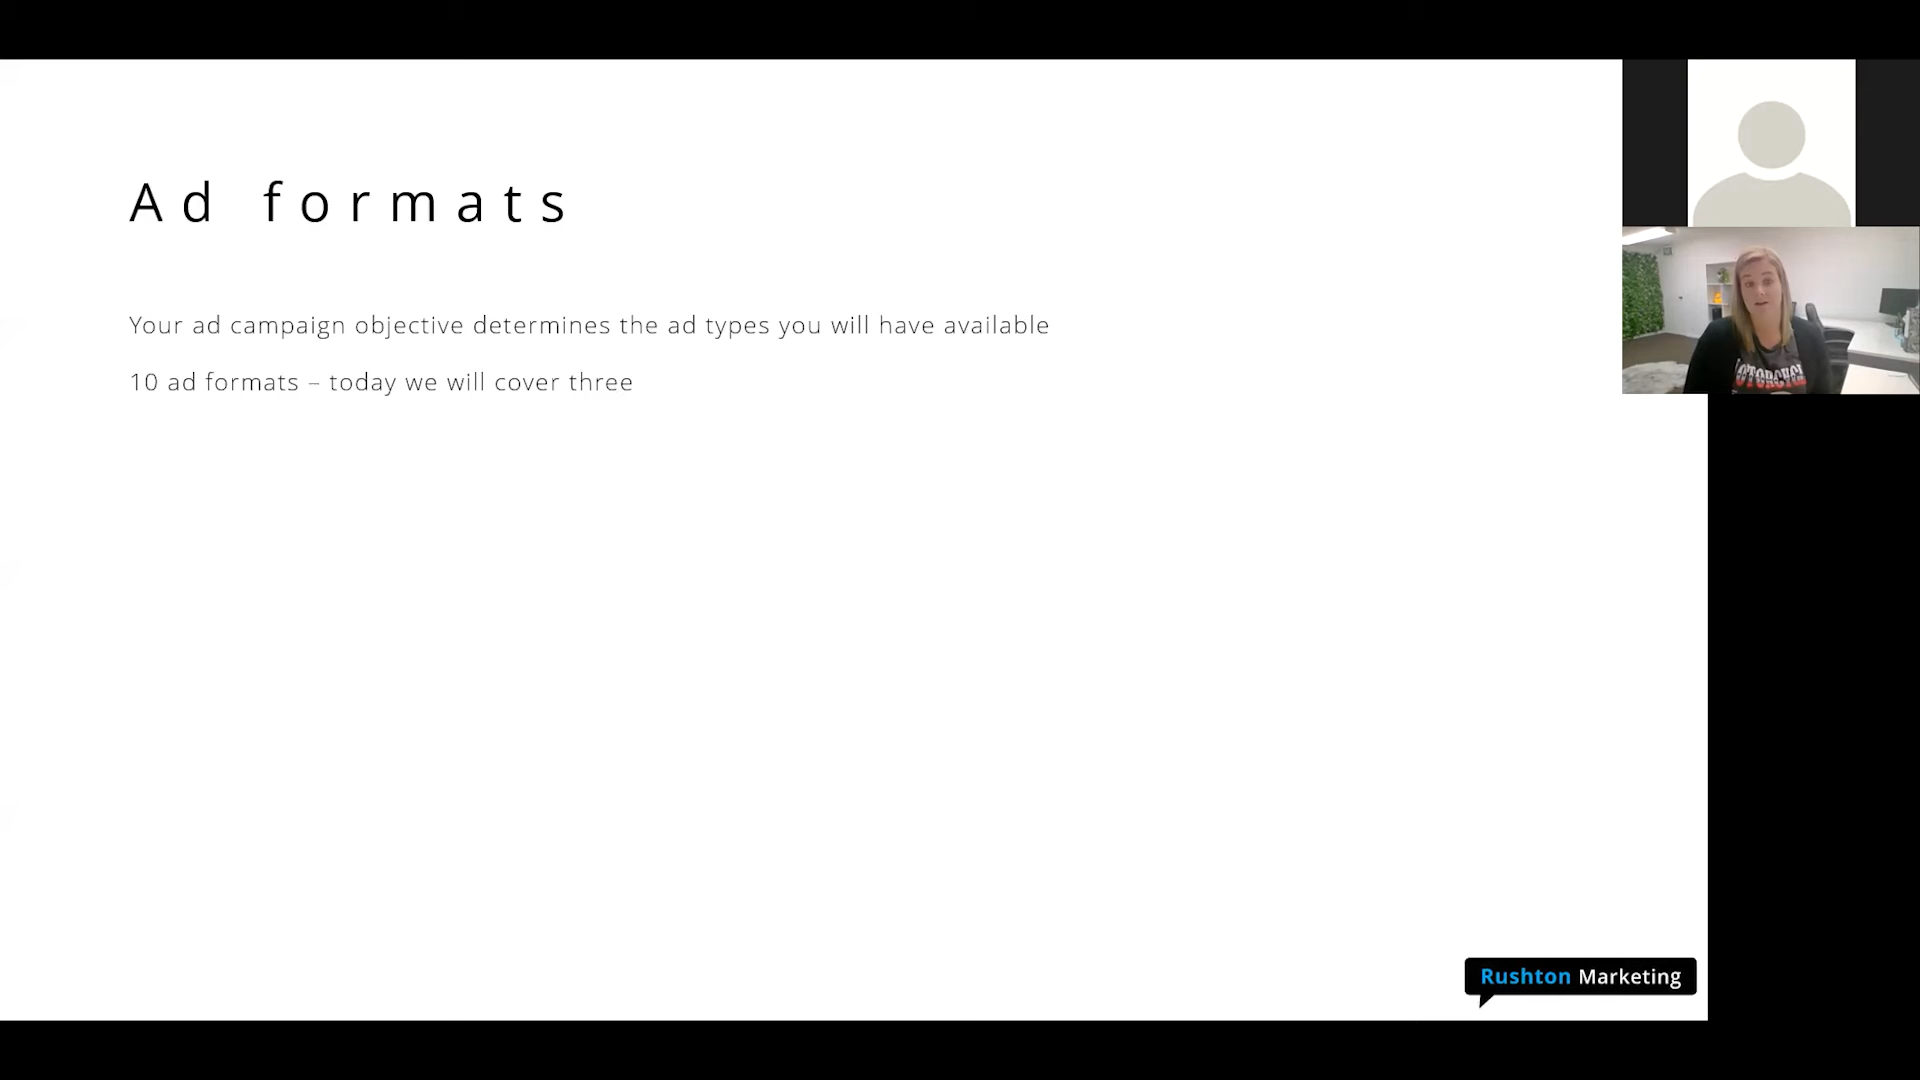 Ad formats
Your ad campaign objective determines the ad types you will have available
10 ad formats – today we will cover three
Rushton Marketing